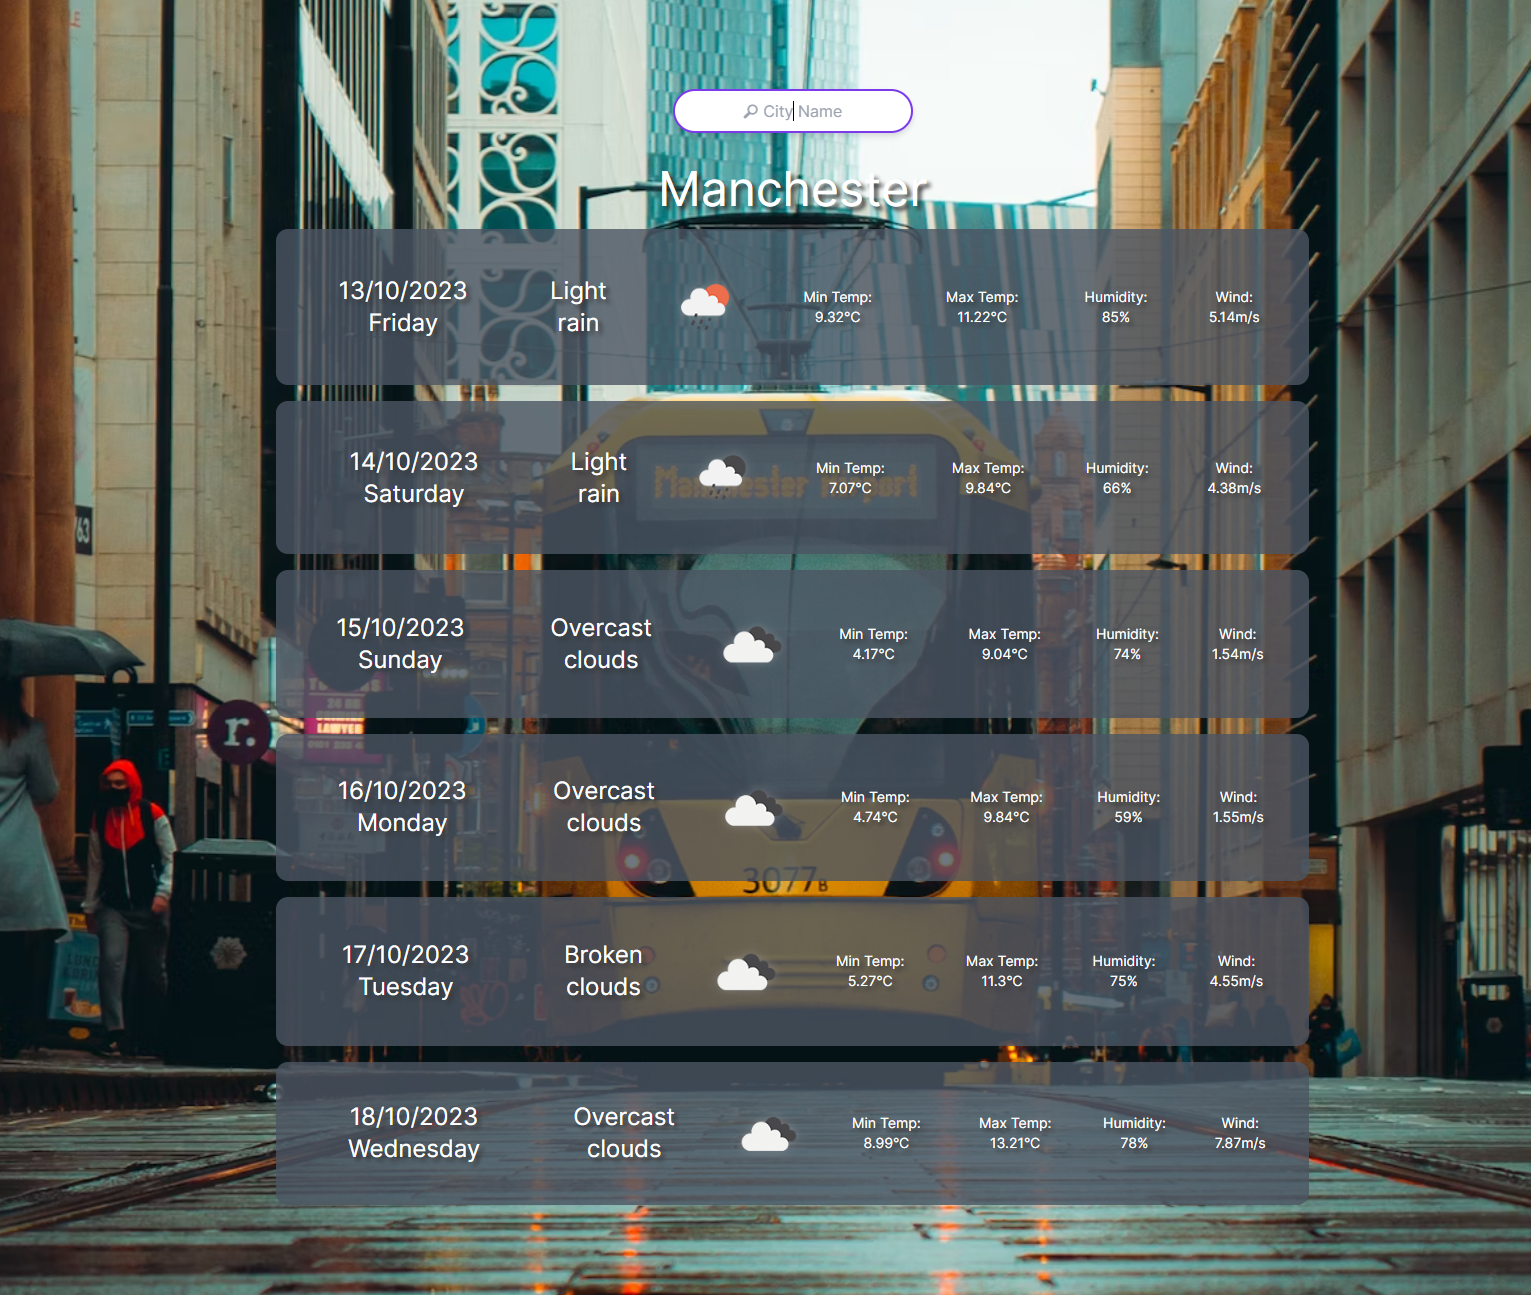 City Name
Manchester
13/10/2023
Friday
Light
rain
Min Temp:
9.32°C
Max Temp:
11.22°C
Humidity:
85%
Wind:
5.14m/s
14/10/2023
Saturday
Light
rain
Min Temp:
7.07°C
Max Temp:
9.84°C
Humidity:
66%
Wind:
4.38m/s
15/10/2023
Sunday
Overcast
clouds
Min Temp:
4.17°C
Max Temp:
9.04°C
Humidity:
74%
Wind:
1.54m/s
16/10/2023
Monday
Overcast
clouds
Min Temp:
4.74°C
Max Temp:
9.84°C
Humidity:
59%
Wind:
1.55m/s
3077B
17/10/2023
Tuesday
Broken
clouds
Min Temp:
5.27°C
Max Temp:
11.3°C
Humidity:
75%
Wind:
4.55m/s
18/10/2023
Wednesday
Overcast
clouds
Min Temp:
8.99°C
Max Temp:
13.21°C
Humidity:
78%
Wind:
7.87m/s
63
r.
LAWYER